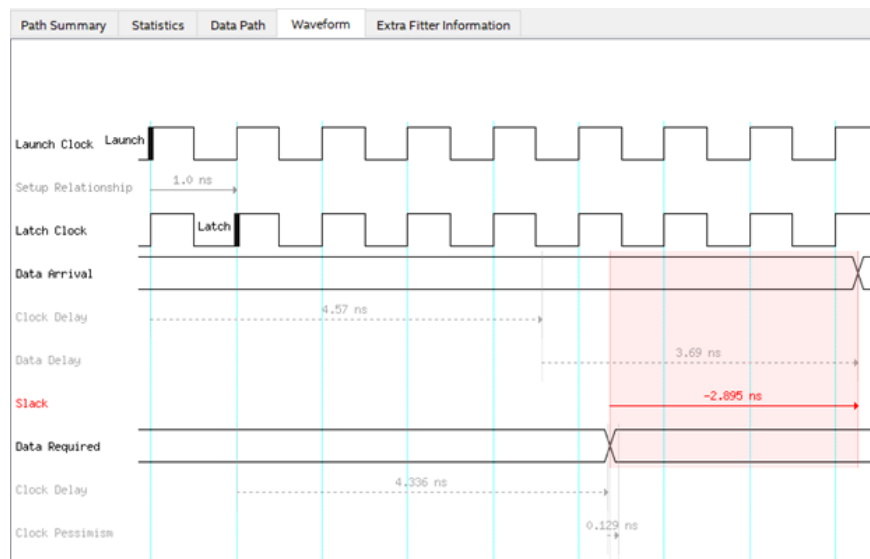 Path Summary Statistics Data Path Waveform Extra Fitter Information
Launch Clock Launch
Setup Relationship 1.0 ns
Latch Clock Latch
Data Arrival
Clock Delay 4.57 ns
Data Delay 3.69 ns
Slack -2.895 ns
Data Required
Clock Delay 4.336 ns
Clock Pessimism 0.129 ns